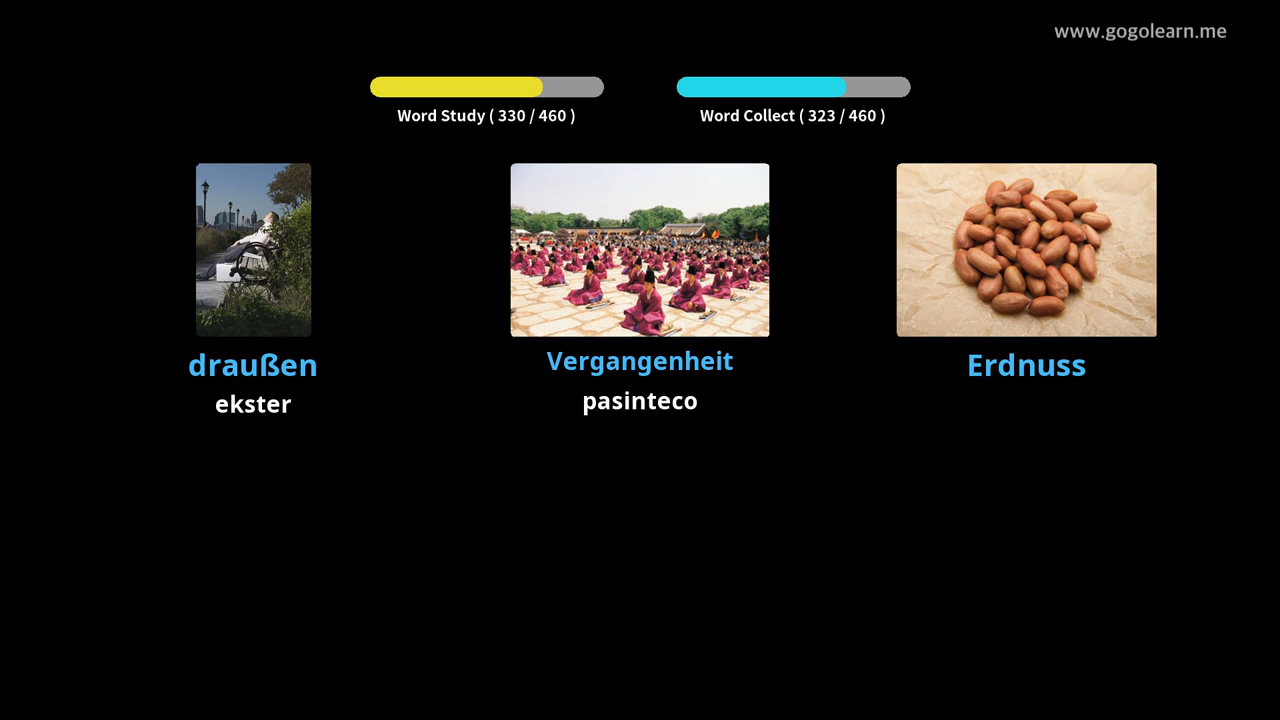 www.gogolearn.me
Word Study ( 330 / 460 )
Word Collect ( 323 / 460 )
draußen
ekster
Vergangenheit
pasinteco
Erdnuss